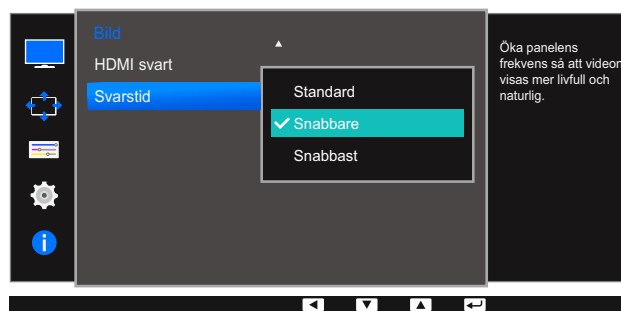 Bild
HDMI svart
Svarstid
Standard
Snabbare
Snabbast
Öka panelens
frekvens så att videon
visas mer livfull och
naturlig.